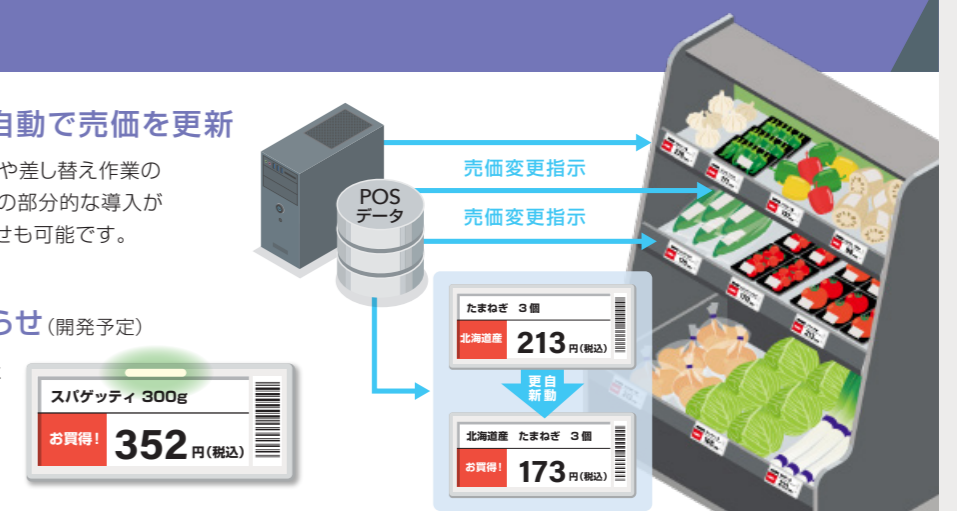 自動で売価を更新
や差し替え作業の
の部分的な導入が
せも可能です。
らせ(開発予定)
スパゲッティ 300g
お買得!
352円(税込)
POS
データ
売価変更指示
売価変更指示
たまねぎ 3個
北海道産
213円(税込)
自動
更新
北海道産 たまねぎ 3個
お買得!
173円(税込)